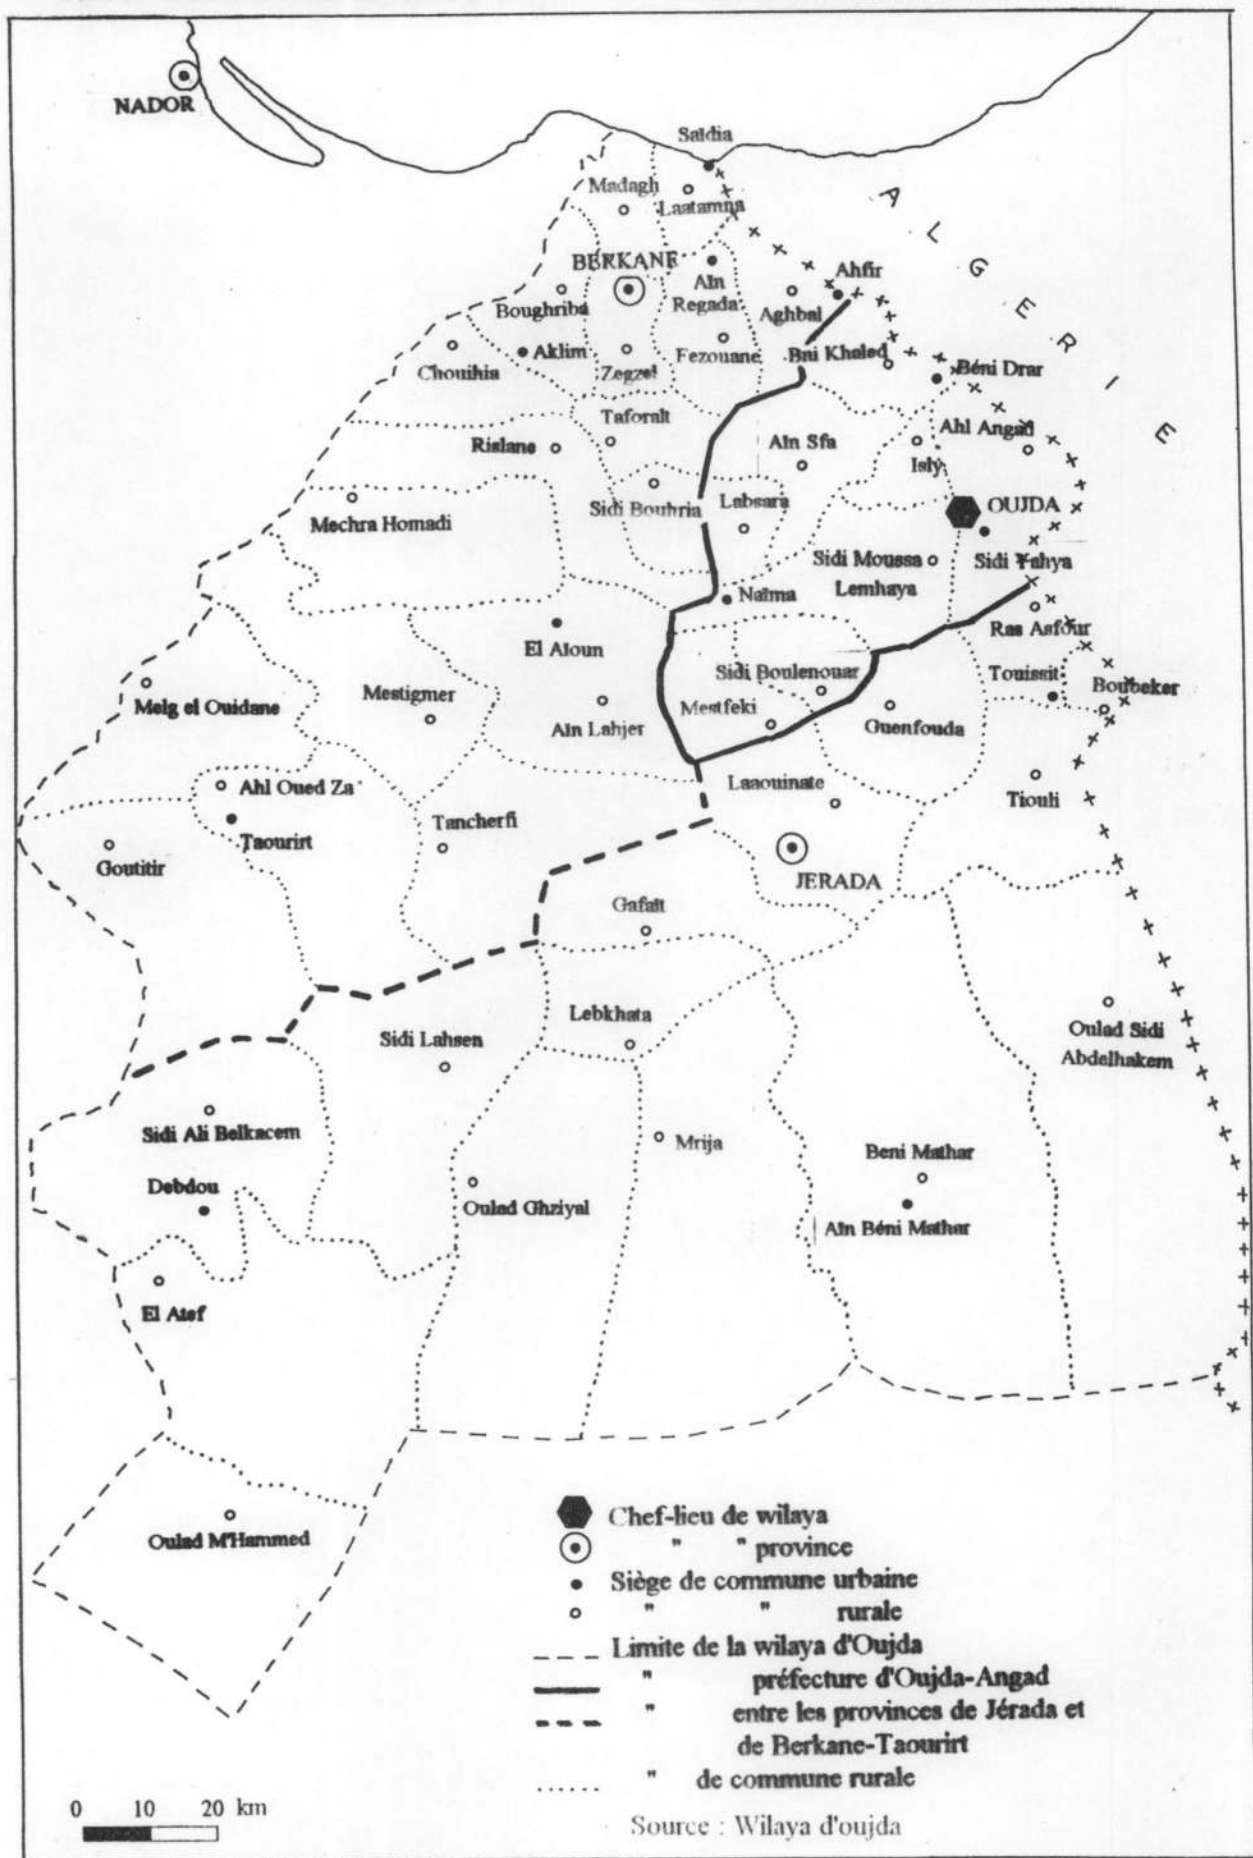 NADOR
Saïdia
Madagh
Laatamna
ALGERIE
BERKANE
Aïn
Regada
Ahfir
Boughriba
Aghbal
Chouihia
Aklim
Zegzel
Fezouane
Bni Khaled
Béni Drar
Taforalt
Rislane
Aïn Sfa
Ahl Angad
Isly
Mechra Homadi
Sidi Bouhria
Labsara
OUJDA
Sidi Moussa
Lemhaya
Sidi Yahya
Naïma
Ras Asfour
El Aïoun
Sidi Boulenouar
Touissit
Boubeker
Melg el Ouidane
Mestigmer
Aïn Lahjer
Mestfeki
Guenfouda
Ahl Oued Za
Laaouinate
Tiouli
Goutitir
Taourirt
Tancherfi
JERADA
Gafaït
Sidi Lahsen
Lebkhata
Oulad Sidi
Abdelhakem
Sidi Ali Belkacem
Mrija
Beni Mathar
Debdou
Oulad Ghziyal
Aïn Béni Mathar
El Atef
Oulad M'Hammed
Chef-lieu de wilaya
" " province
Siège de commune urbaine
" " rurale
Limite de la wilaya d'Oujda
" préfecture d'Oujda-Angad
" entre les provinces de Jérada et
de Berkane-Taourirt
" de commune rurale
0 10 20 km
Source : Wilaya d'oujda